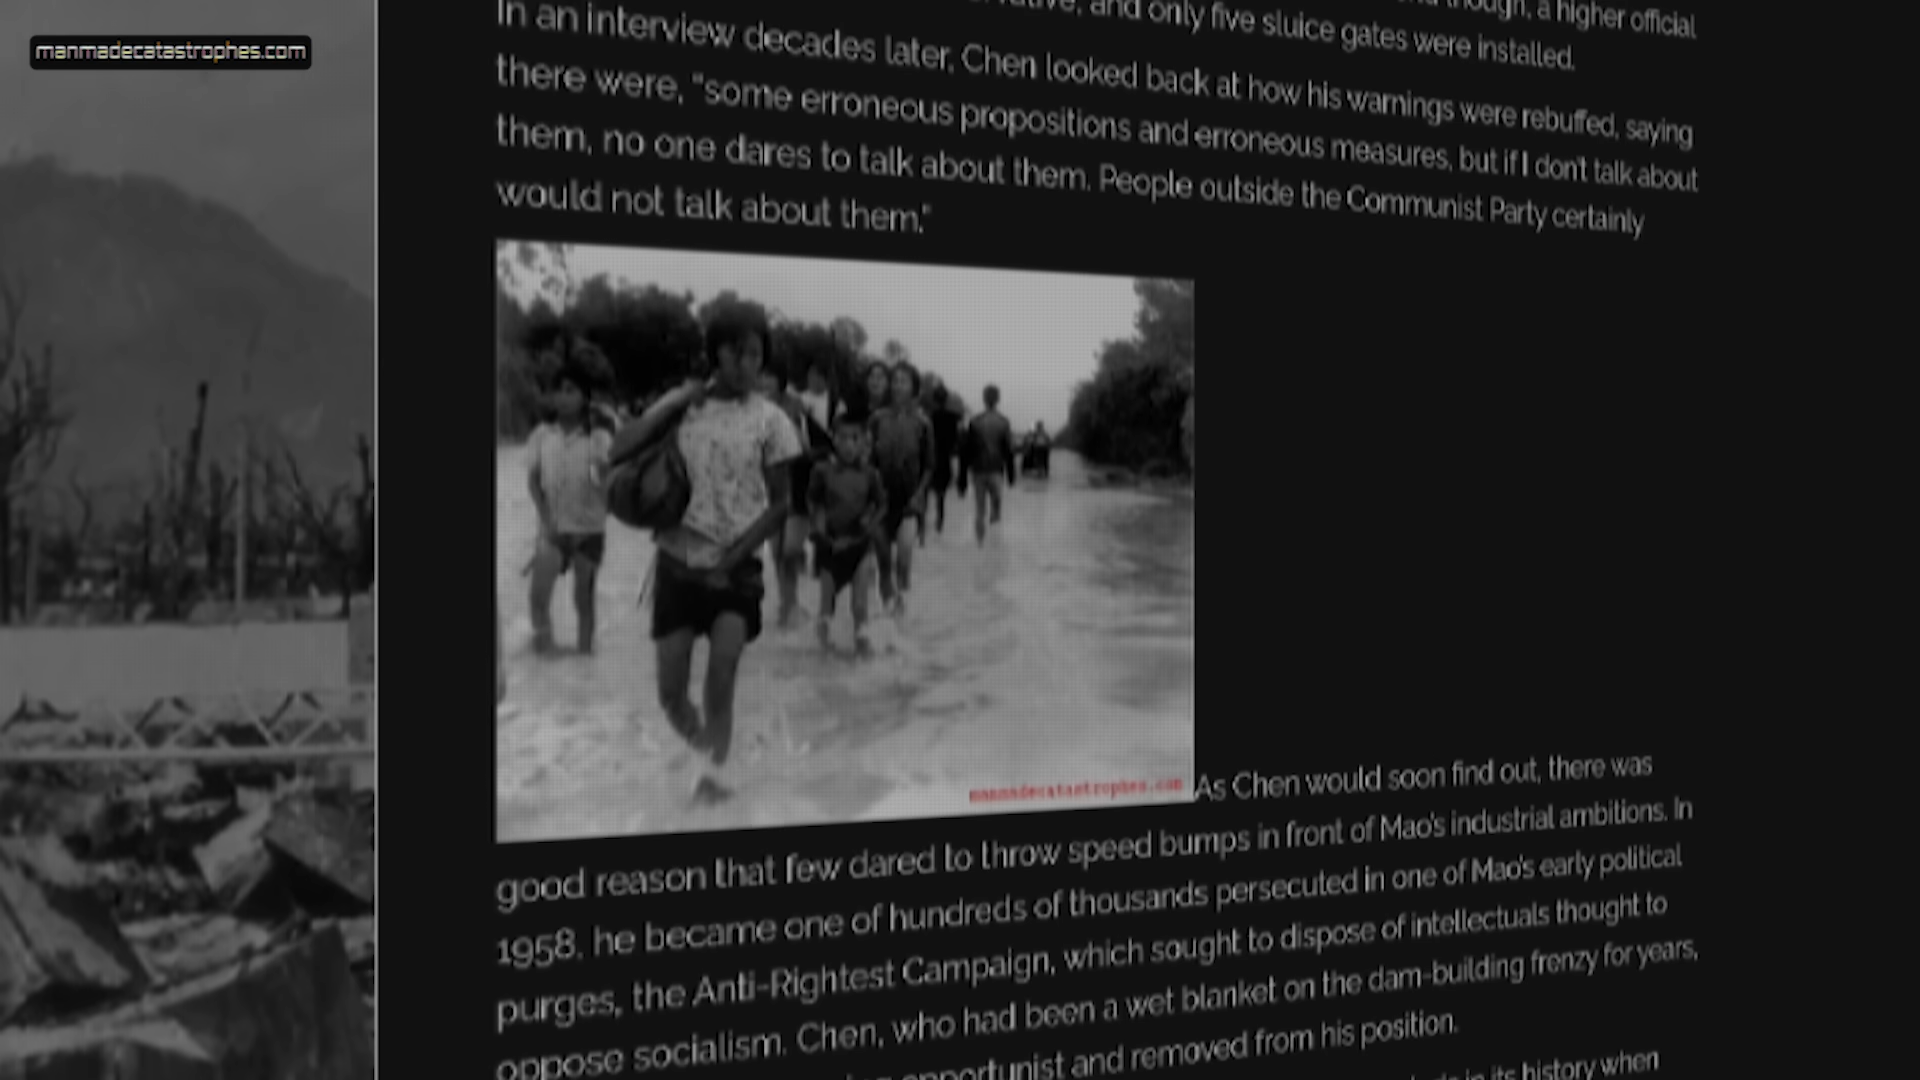 manmadecatastrophes.com
a higher official
and only five sluice gates were installed.
In an interview decades later, Chen looked back at how his warnings were rebuffed, saying
there were, "some erroneous propositions and erroneous measures, but if I don't talk about
them, no one dares to talk about them. People outside the Communist Party certainly
would not talk about them."
manmadecatastrophes.com
As Chen would soon find out, there was
good reason that few dared to throw speed bumps in front of Mao's industrial ambitions. In
1958, he became one of hundreds of thousands persecuted in one of Mao's early political
purges, the Anti-Rightest Campaign, which sought to dispose of intellectuals thought to
oppose socialism. Chen, who had been a wet blanket on the dam-building frenzy for years,
opportunist and removed from his position.
in its history when